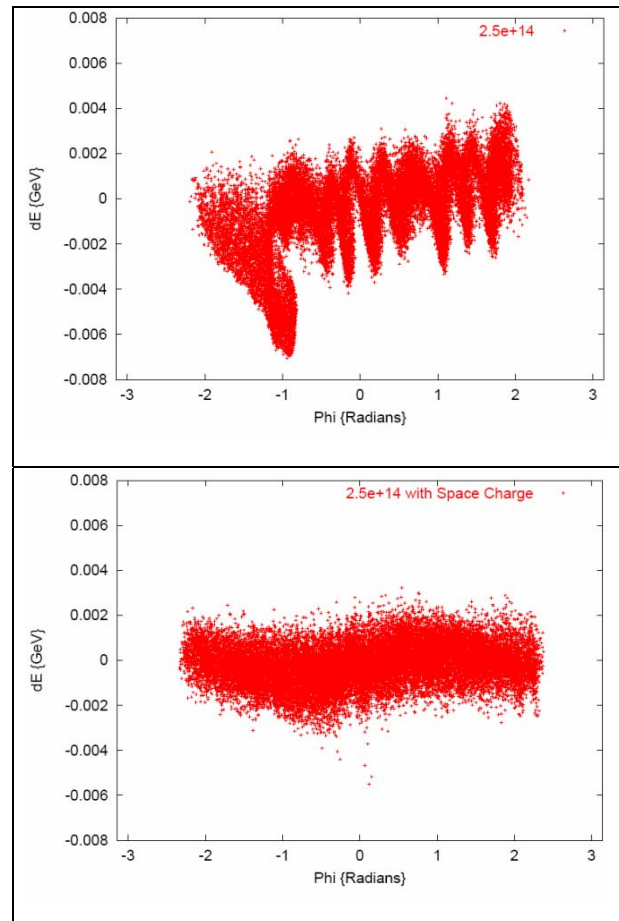 0.008
2.5e+14
0.006
0.004
0.002
0
-0.002
-0.004
-0.006
-0.008
-3 -2 -1 0 1 2 3
dE {GeV}
Phi {Radians}
0.008
2.5e+14 with Space Charge
0.006
0.004
0.002
0
-0.002
-0.004
-0.006
-0.008
-3 -2 -1 0 1 2 3
dE {GeV}
Phi {Radians}